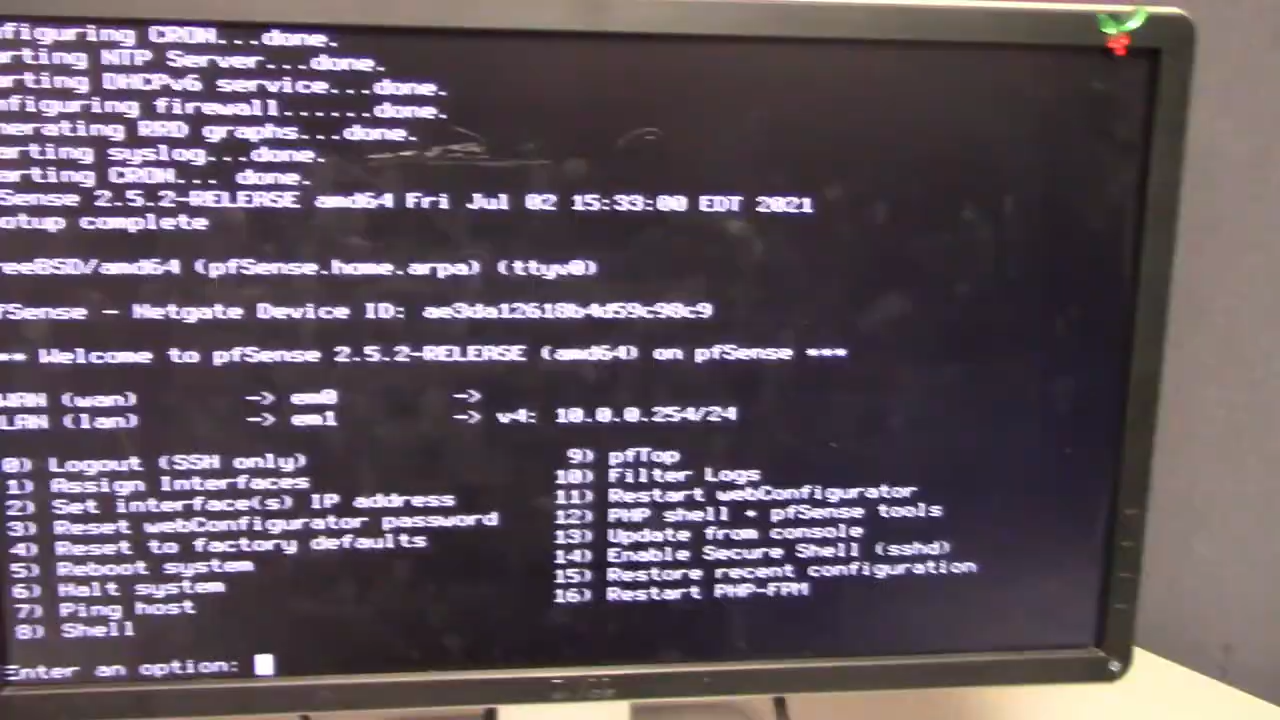 figuring CRON...done.
rting NTP Server...done.
arting DHCPv6 service...done.
nfiguring firewall......done.
nerating RRD graphs...done.
arting syslog...done.
arting CRON... done.
Sense 2.5.2-RELEASE amd64 Fri Jul 02 15:33:00 EDT 2021
otup complete
reeBSD/amd64 (pfSense.home.arpa) (ttyv0)
fSense - Netgate Device ID: ae3da12618b4d59c98c9
** Welcome to pfSense 2.5.2-RELEASE (amd64) on pfSense ***
WAN (wan) -> em0 ->
LAN (lan) -> em1 -> v4: 10.0.0.254/24
0) Logout (SSH only)
1) Assign Interfaces
2) Set interface(s) IP address
3) Reset webConfigurator password
4) Reset to factory defaults
5) Reboot system
6) Halt system
7) Ping host
8) Shell
9) pfTop
10) Filter Logs
11) Restart webConfigurator
12) PHP shell + pfSense tools
13) Update from console
14) Enable Secure Shell (sshd)
15) Restore recent configuration
16) Restart PHP-FPM
Enter an option: